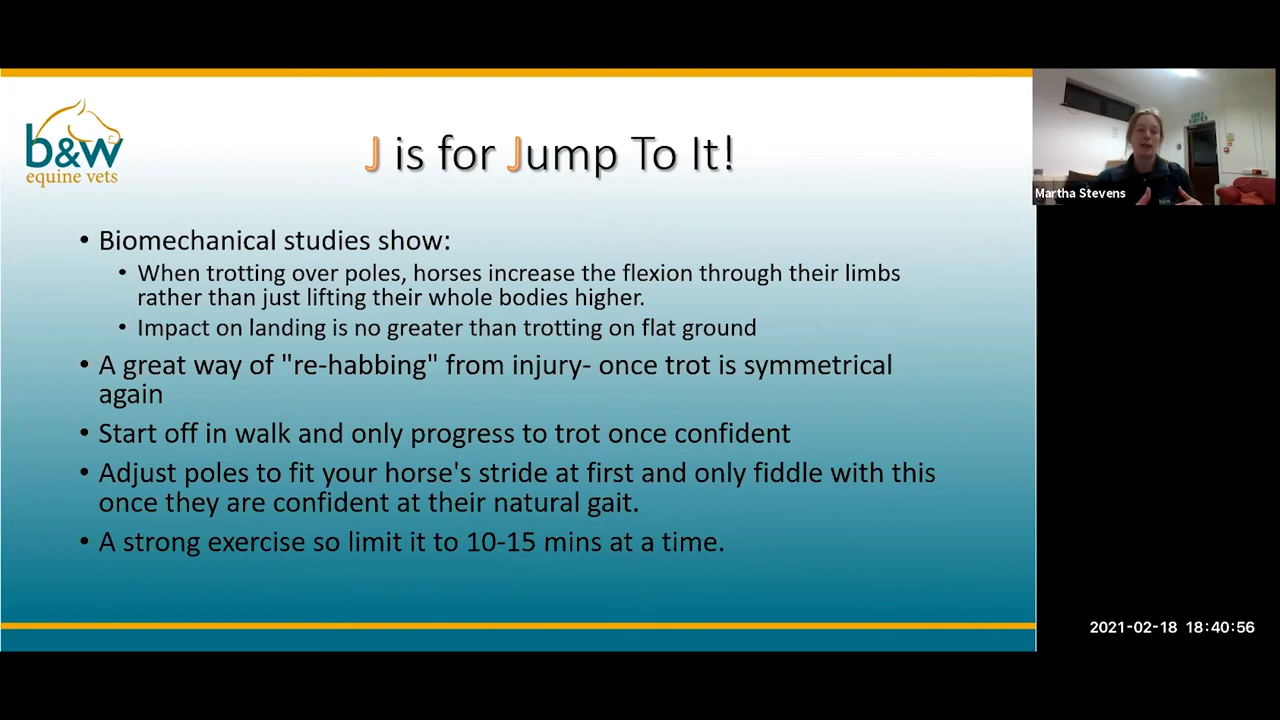 b&w
equine vets
J is for Jump To It!
• Biomechanical studies show:
• When trotting over poles, horses increase the flexion through their limbs
rather than just lifting their whole bodies higher.
• Impact on landing is no greater than trotting on flat ground
• A great way of "re-habbing" from injury- once trot is symmetrical
again
• Start off in walk and only progress to trot once confident
• Adjust poles to fit your horse's stride at first and only fiddle with this
once they are confident at their natural gait.
• A strong exercise so limit it to 10-15 mins at a time.
Martha Stevens
2021-02-18 18:40:56